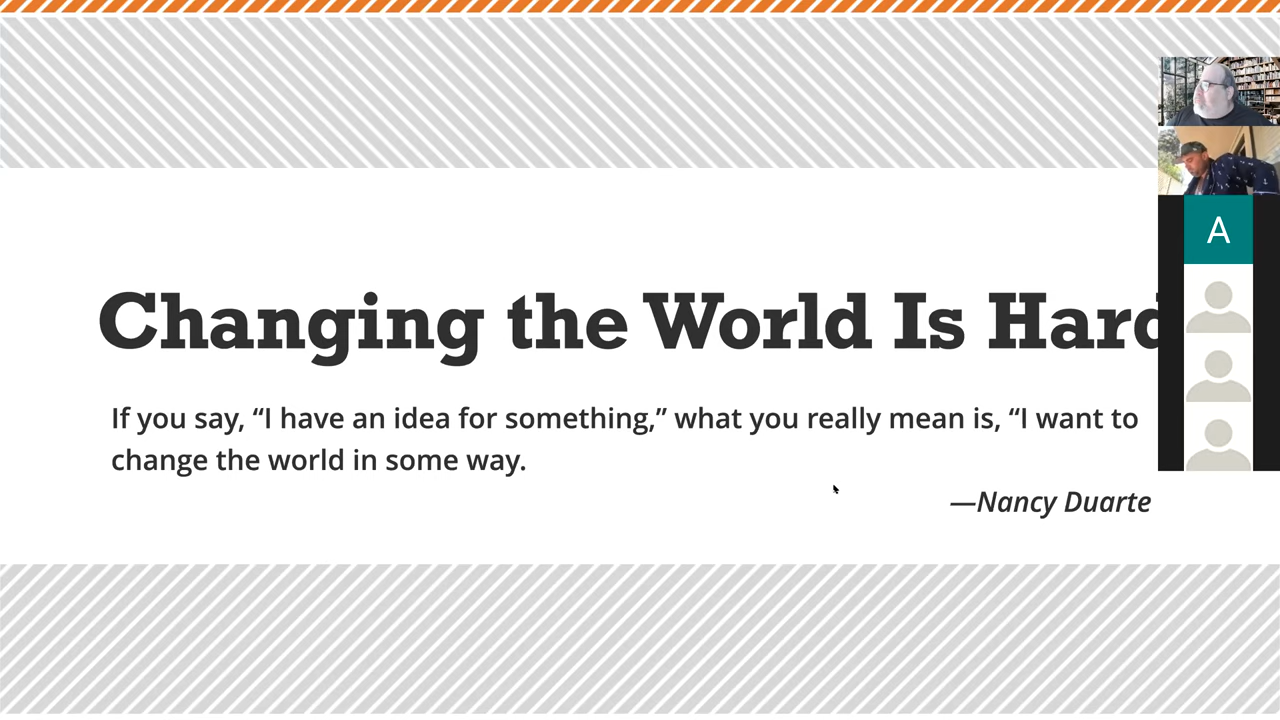 Changing the World Is Hard
If you say, “I have an idea for something,” what you really mean is, “I want to
change the world in some way.
—Nancy Duarte
A